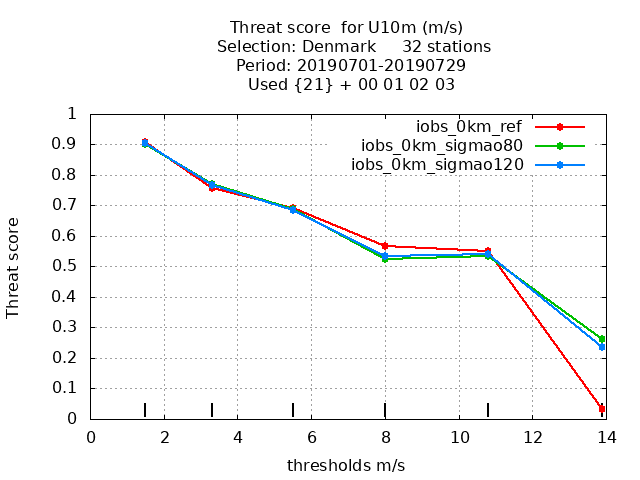 Threat score  for U10m (m/s)
Selection: Denmark     32 stations
Period: 20190701-20190729
Used {21} + 00 01 02 03
iobs_0km_ref
iobs_0km_sigmao80
iobs_0km_sigmao120
Threat score
1
0.9
0.8
0.7
0.6
0.5
0.4
0.3
0.2
0.1
0
0 2 4 6 8 10 12 14
thresholds m/s